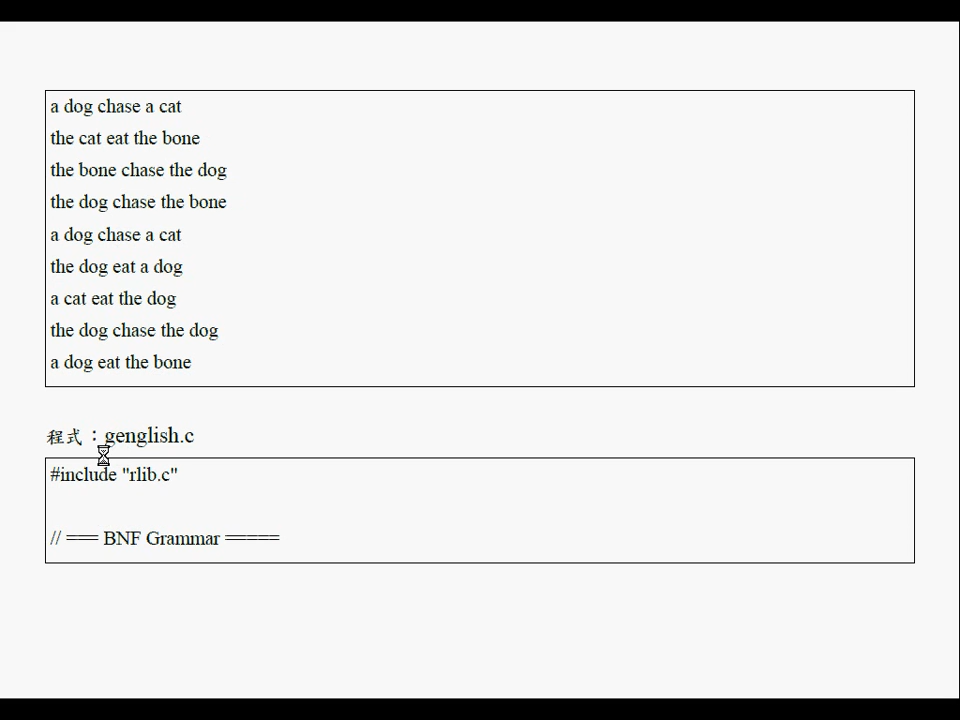 a dog chase a cat
the cat eat the bone
the bone chase the dog
the dog chase the bone
a dog chase a cat
the dog eat a dog
a cat eat the dog
the dog chase the dog
a dog eat the bone
程式：genglish.c
#include "rlib.c"
// === BNF Grammar =====